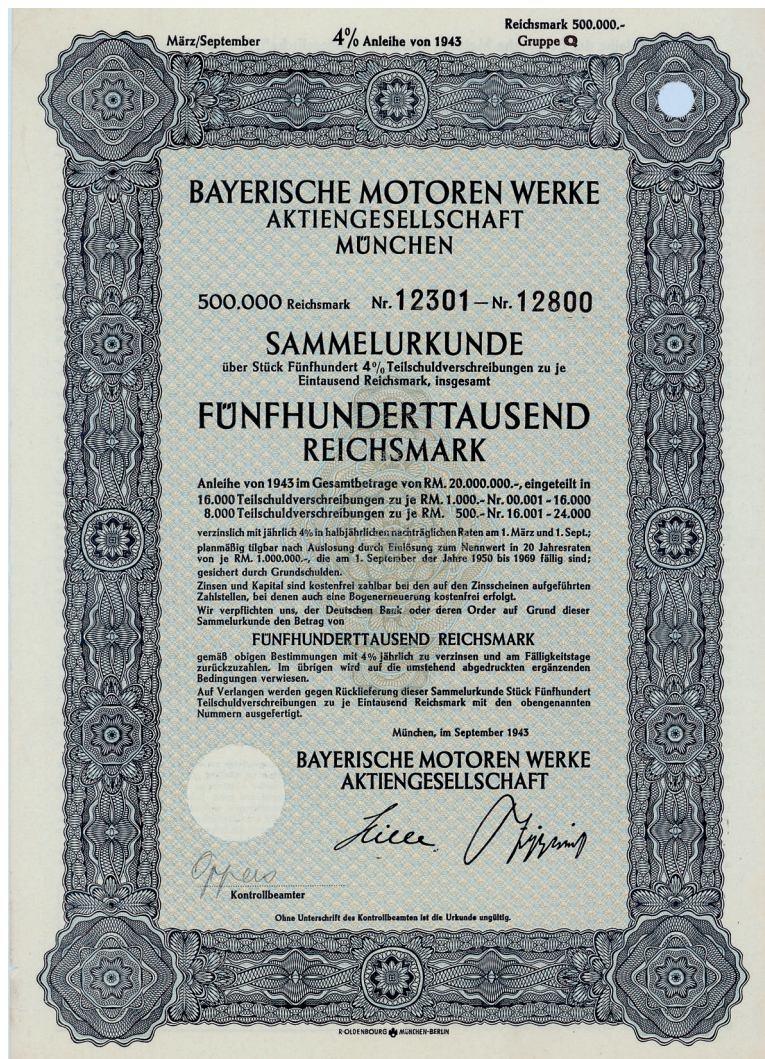 März/September
4% Anleihe von 1943
Reichsmark 500.000.-
Gruppe Q
BAYERISCHE MOTOREN WERKE
AKTIENGESELLSCHAFT
MÜNCHEN
500.000 Reichsmark Nr. 12301 — Nr. 12800
SAMMELURKUNDE
über Stück Fünfhundert 4% Teilschuldverschreibungen zu je
Eintausend Reichsmark, insgesamt
FÜNFHUNDERTTAUSEND
REICHSMARK
Anleihe von 1943 im Gesamtbetrage von RM. 20.000.000.-, eingeteilt in
16.000 Teilschuldverschreibungen zu je RM. 1.000.- Nr. 00.001 - 16.000
8.000 Teilschuldverschreibungen zu je RM. 500.- Nr. 16.001 - 24.000
verzinslich mit jährlich 4% in halbjährlichen nachträglichen Raten am 1. März und 1. Sept.;
planmäßig tilgbar nach Auslosung durch Einlösung zum Nennwert in 20 Jahresraten
von je RM. 1.000.000.-, die am 1. September der Jahre 1950 bis 1969 fällig sind;
gesichert durch Grundschulden.
Zinsen und Kapital sind kostenfrei zahlbar bei den auf den Zinsscheinen aufgeführten
Zahlstellen, bei denen auch eine Bogenerneuerung kostenfrei erfolgt.
Wir verpflichten uns, der Deutschen Bank oder deren Order auf Grund dieser
Sammelurkunde den Betrag von
FÜNFHUNDERTTAUSEND REICHSMARK
gemäß obigen Bestimmungen mit 4% jährlich zu verzinsen und am Fälligkeitstage
zurückzuzahlen. Im übrigen wird auf die umstehend abgedruckten ergänzenden
Bedingungen verwiesen.
Auf Verlangen werden gegen Rücklieferung dieser Sammelurkunde Stück Fünfhundert
Teilschuldverschreibungen zu je Eintausend Reichsmark mit den obengenannten
Nummern ausgefertigt.
München, im September 1943
BAYERISCHE MOTOREN WERKE
AKTIENGESELLSCHAFT
Kontrollbeamter
Ohne Unterschrift des Kontrollbeamten ist die Urkunde ungültig.
R·OLDENBOURG MÜNCHEN-BERLIN